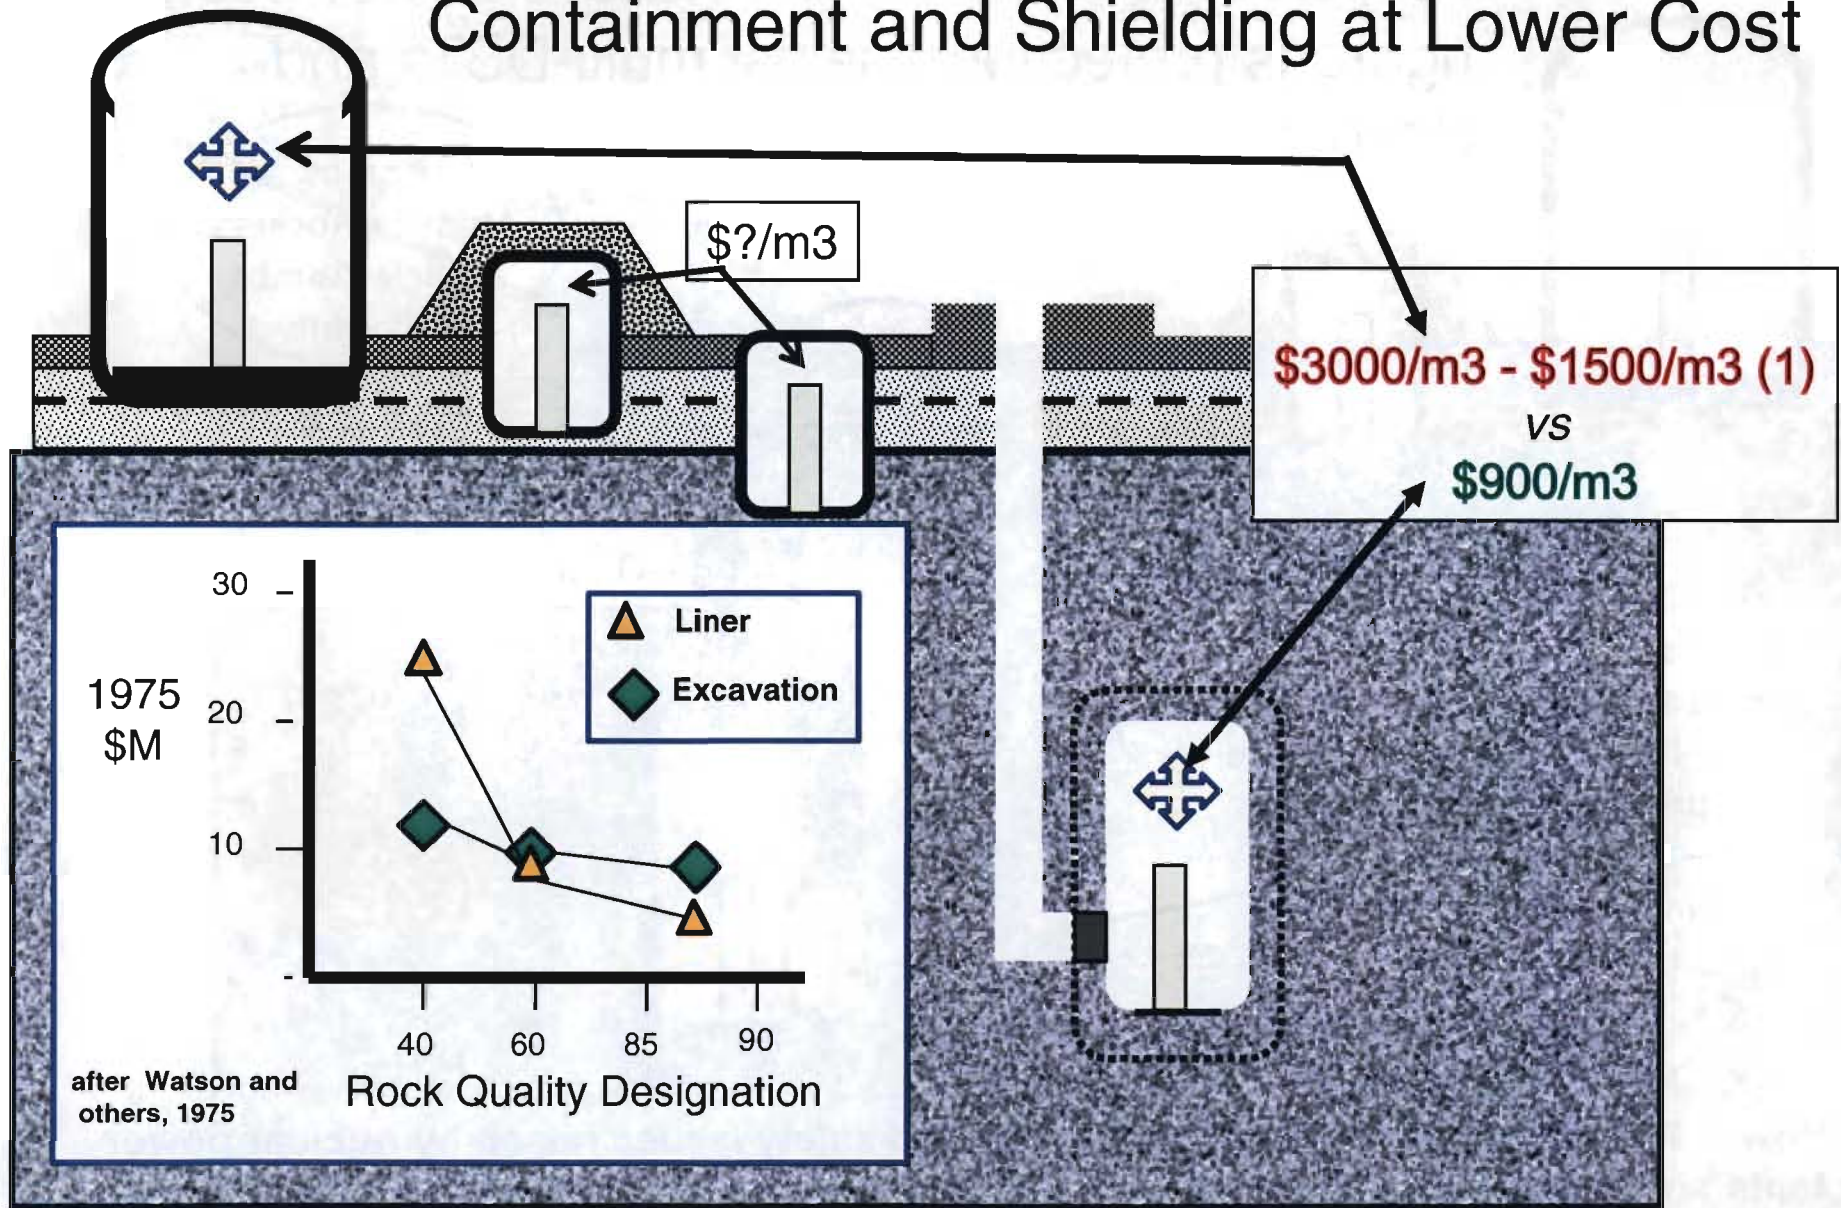 Containment and Shielding at Lower Cost
$?/m3
$3000/m3 - $1500/m3 (1)
vs
$900/m3
30
20
10
-
1975
$M
Liner
Excavation
40 60 85 90
Rock Quality Designation
after Watson and
others, 1975